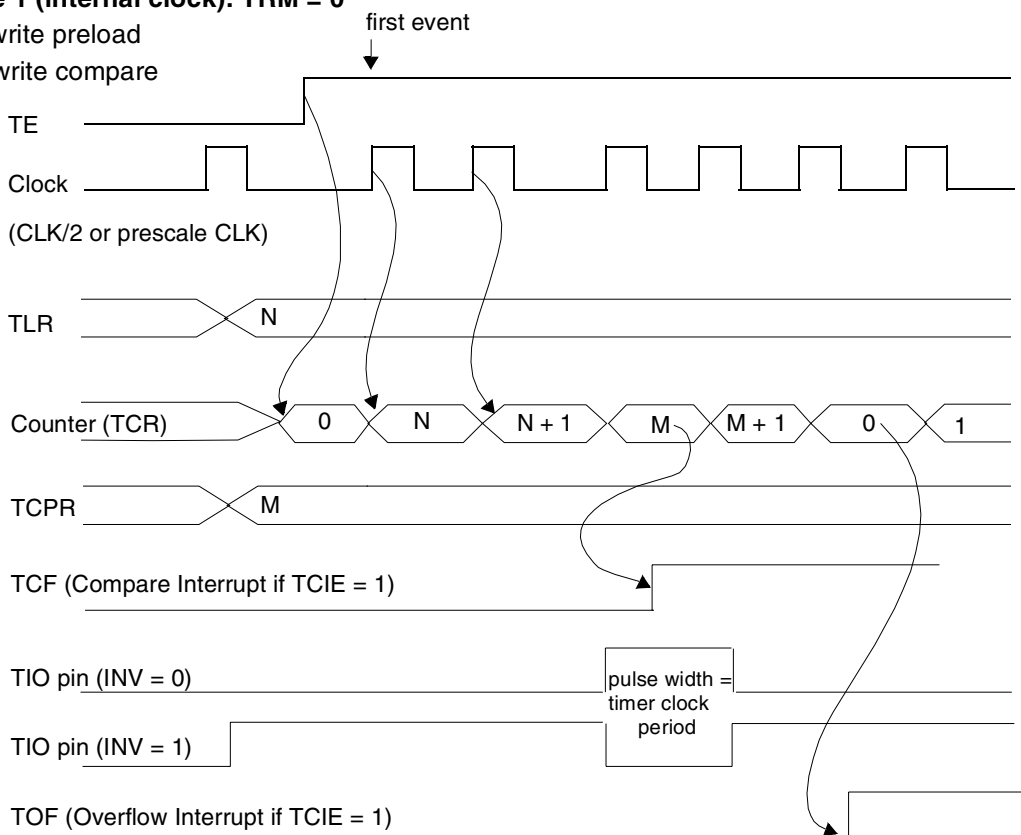 1 (internal clock): TRM = 0
first event
write preload
write compare
TE
Clock
(CLK/2 or prescale CLK)
TLR
N
Counter (TCR)
0
N
N + 1
M
M + 1
0
1
TCPR
M
TCF (Compare Interrupt if TCIE = 1)
TIO pin (INV = 0)
pulse width =
timer clock
period
TIO pin (INV = 1)
TOF (Overflow Interrupt if TCIE = 1)